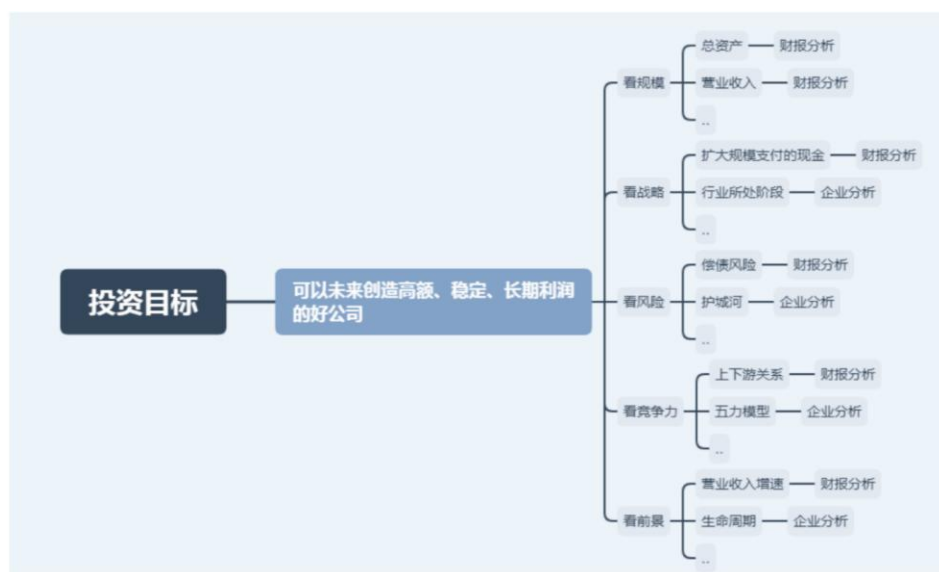 投资目标
可以未来创造高额、稳定、长期利润
的好公司
看规模
总资产
财报分析
营业收入
财报分析
..
看战略
扩大规模支付的现金
财报分析
行业所处阶段
企业分析
..
看风险
偿债风险
财报分析
护城河
企业分析
..
看竞争力
上下游关系
财报分析
五力模型
企业分析
..
看前景
营业收入增速
财报分析
生命周期
企业分析
..